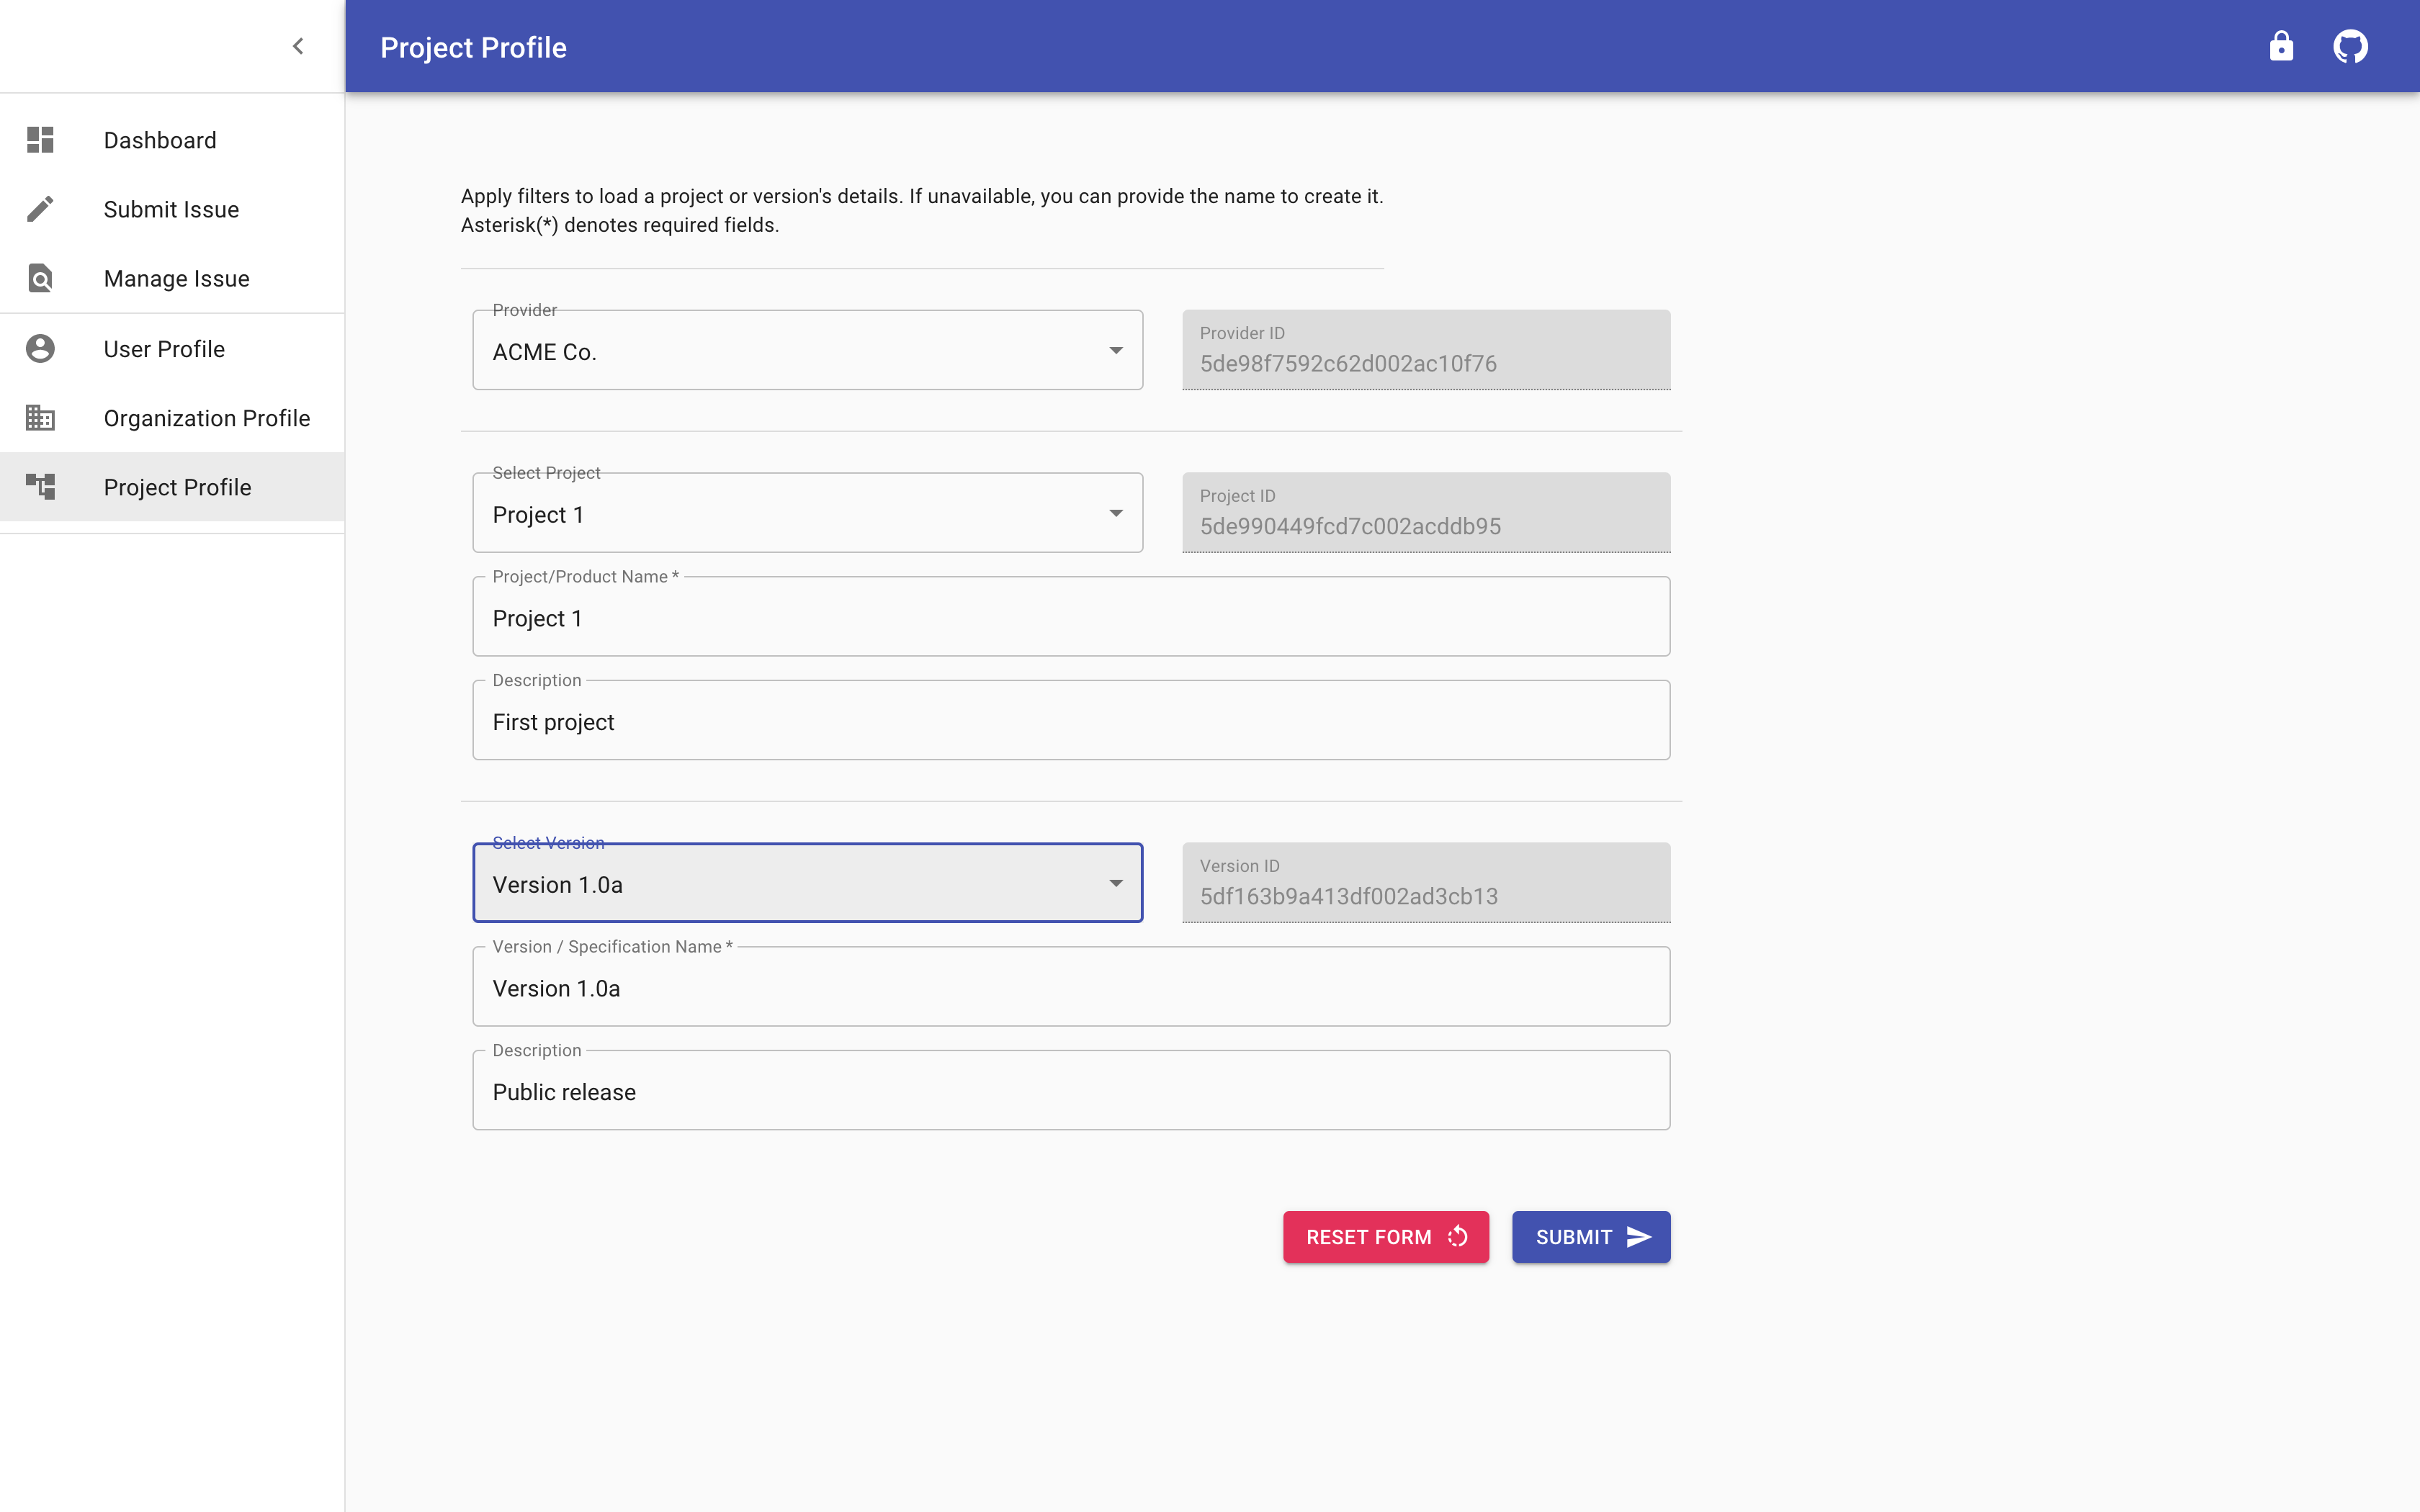 Project Profile
Dashboard
Submit Issue
Manage Issue
User Profile
Organization Profile
Project Profile
Apply filters to load a project or version's details. If unavailable, you can provide the name to create it.
Asterisk(*) denotes required fields.
Provider
ACME Co.
Provider ID
5de98f7592c62d002ac10f76
Select Project
Project 1
Project ID
5de990449fcd7c002acddb95
Project/Product Name *
Project 1
Description
First project
Select Version
Version 1.0a
Version ID
5df163b9a413df002ad3cb13
Version / Specification Name *
Version 1.0a
Description
Public release
RESET FORM
SUBMIT